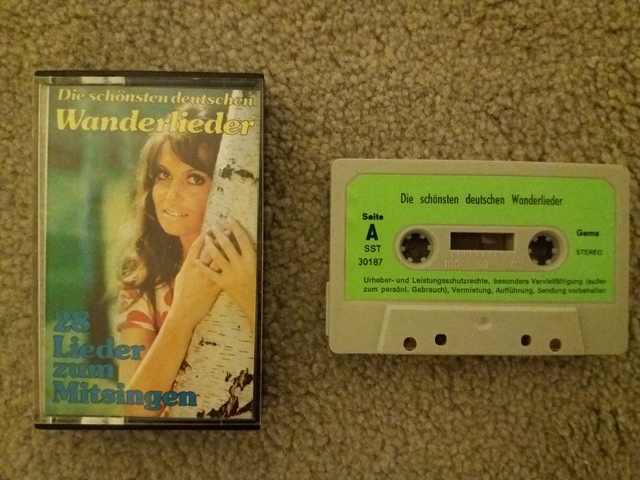 Die schönsten deutschen
Wanderlieder
28
Lieder
zum
Mitsingen
Die schönsten deutschen Wanderlieder
Seite
A
SST
30187
Gema
STEREO
100 50 0
Urheber- und Leistungsschutzrechte, besonders Vervielfältigung (außer
zum persönl. Gebrauch), Vermietung, Aufführung, Sendung vorbehalten